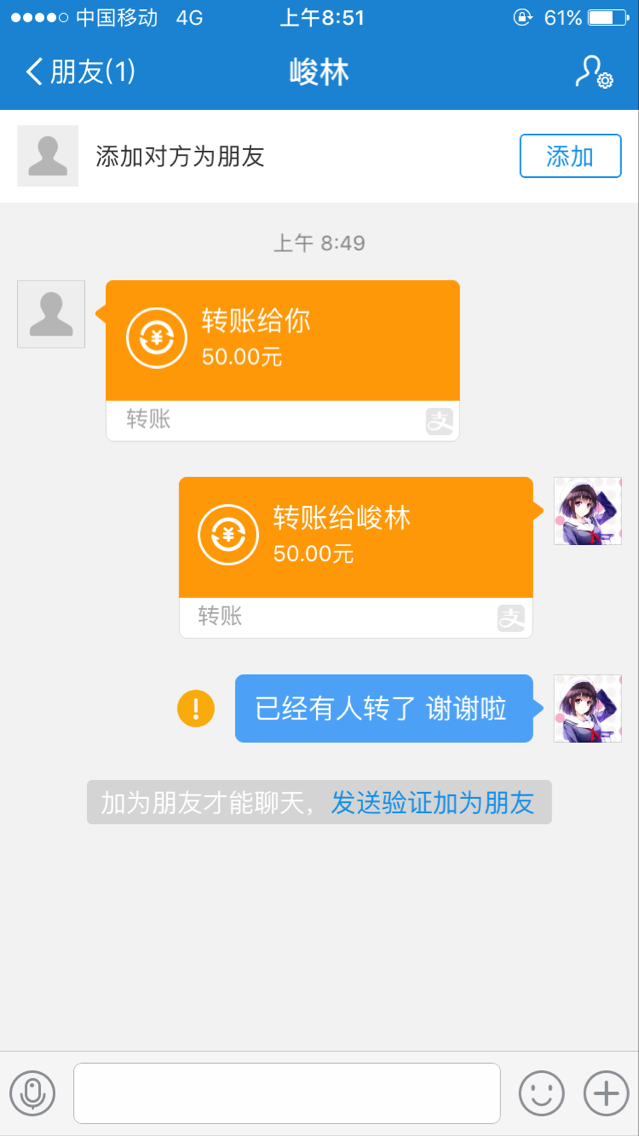 中国移动 4G 上午8:51 61%
朋友(1) 峻林
添加对方为朋友 添加
上午 8:49
转账给你
50.00元
转账 支
转账给峻林
50.00元
转账 支
已经有人转了 谢谢啦
加为朋友才能聊天，发送验证加为朋友